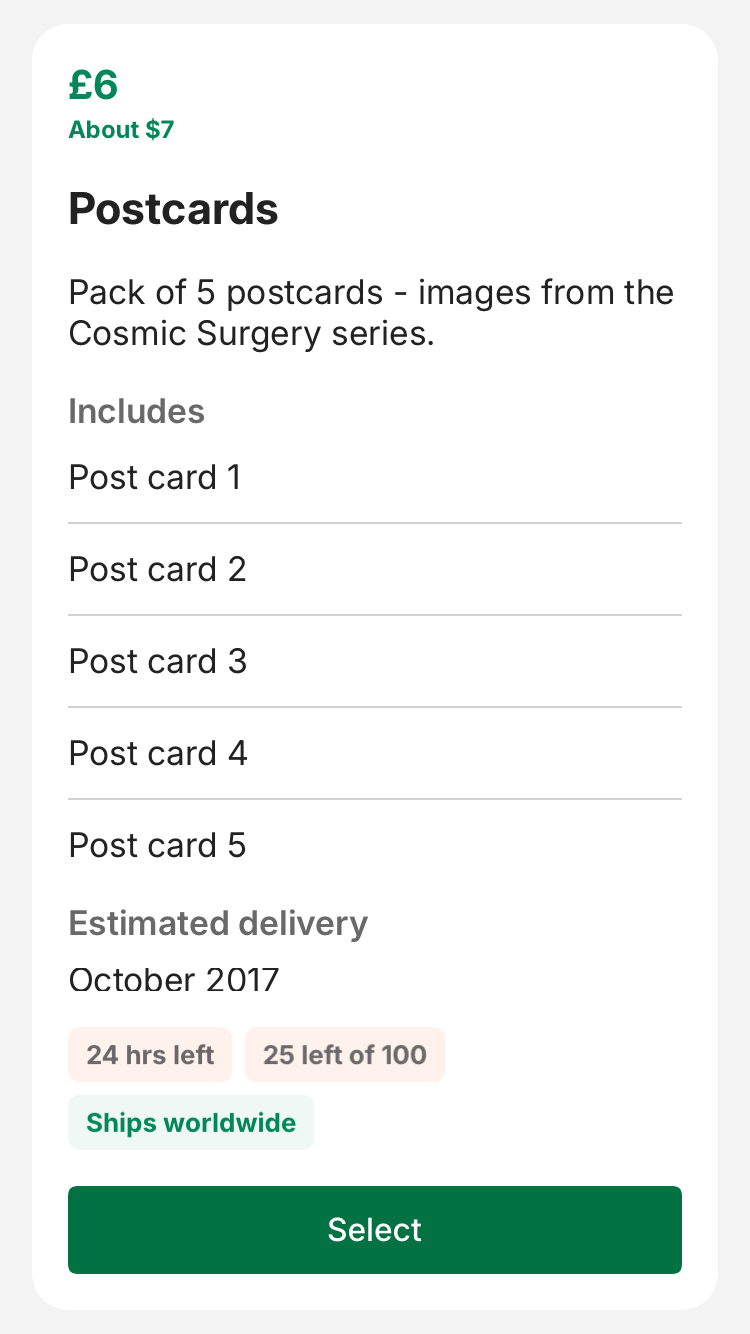 £6
About $7
Postcards
Pack of 5 postcards - images from the
Cosmic Surgery series.
Includes
Post card 1
Post card 2
Post card 3
Post card 4
Post card 5
Estimated delivery
October 2017
24 hrs left
25 left of 100
Ships worldwide
Select